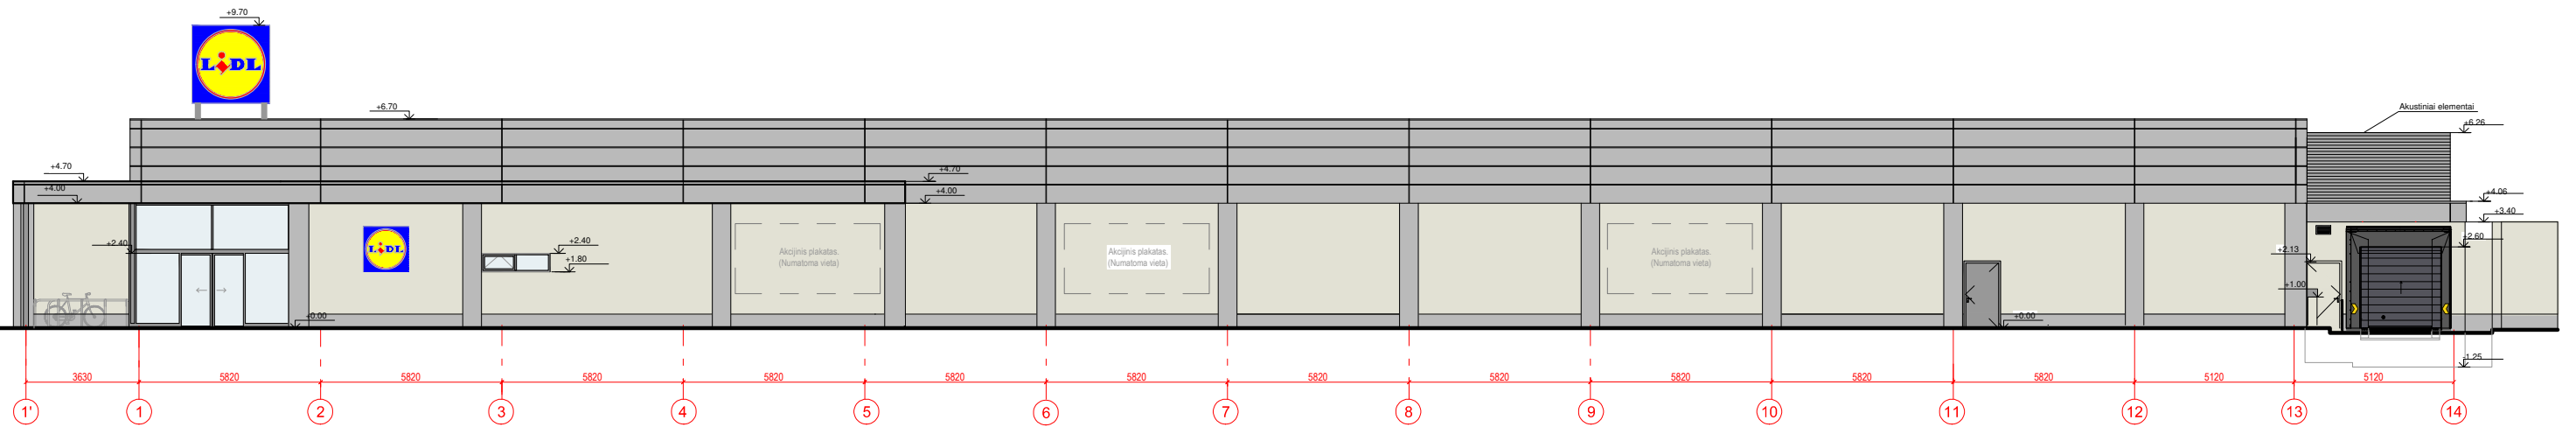 +9.70
LIDL
+6.70
Akustiniai elementai
+6.26
+4.70
+4.70
+4.00
+4.00
+4.06
+3.40
+2.40
LIDL
+2.40
+1.80
Akcijinis plakatas.
(Numatoma vieta)
Akcijinis plakatas.
(Numatoma vieta)
Akcijinis plakatas.
(Numatoma vieta)
+2.13
+2.60
+1.00
+0.00
+0.00
-1.25
3630 5820 5820 5820 5820 5820 5820 5820 5820 5820 5820 5820 5120 5120
1' 1 2 3 4 5 6 7 8 9 10 11 12 13 14